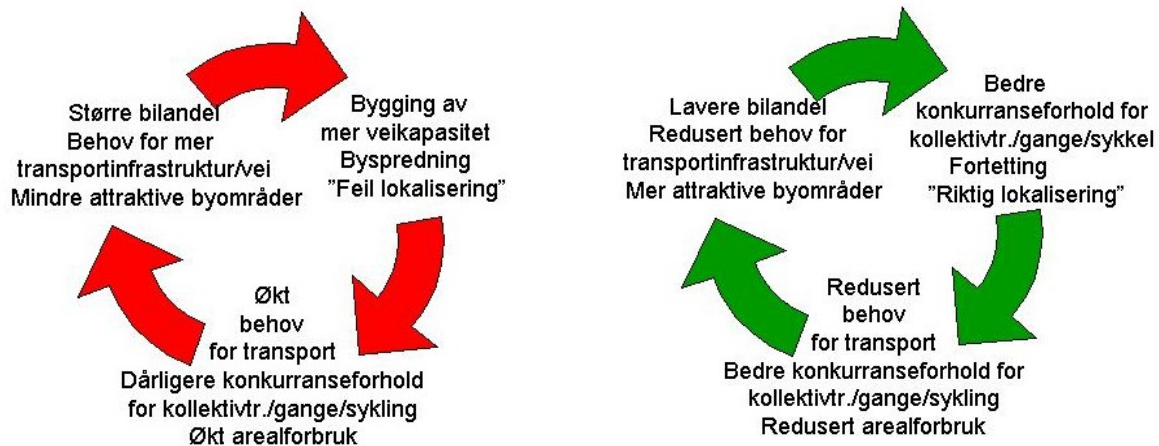 Større bilandel
Behov for mer
transportinfrastruktur/vei
Mindre attraktive byområder
Bygging av
mer veikapasitet
Byspredning
"Feil lokalisering"
Økt
behov
for transport
Dårligere konkurranseforhold
for kollektivtr./gange/sykling
Økt arealforbruk
Lavere bilandel
Redusert behov for
transportinfrastruktur/vei
Mer attraktive byområder
Bedre
konkurranseforhold for
kollektivtr./gange/sykkel
Fortetting
"Riktig lokalisering"
Redusert
behov
for transport
Bedre konkurranseforhold for
kollektivtr./gange/sykling
Redusert arealforbruk